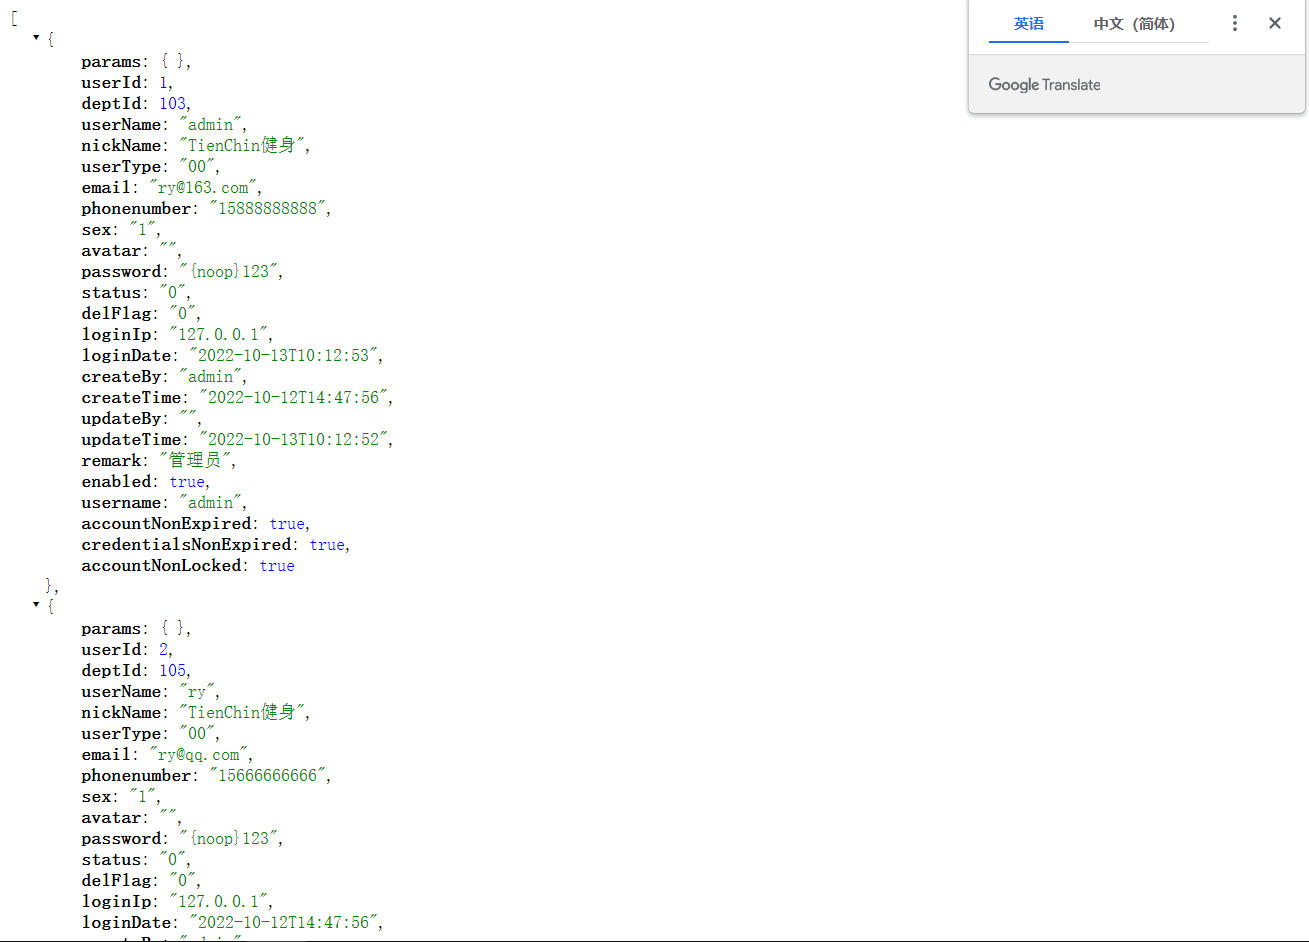 [
{
params: { },
userId: 1,
deptId: 103,
userName: "admin",
nickName: "TienChin健身",
userType: "00",
email: "ry@163.com",
phonenumber: "15888888888",
sex: "1",
avatar: "",
password: "{noop}123",
status: "0",
delFlag: "0",
loginIp: "127.0.0.1",
loginDate: "2022-10-13T10:12:53",
createBy: "admin",
createTime: "2022-10-12T14:47:56",
updateBy: "",
updateTime: "2022-10-13T10:12:52",
remark: "管理员",
enabled: true,
username: "admin",
accountNonExpired: true,
credentialsNonExpired: true,
accountNonLocked: true
},
{
params: { },
userId: 2,
deptId: 105,
userName: "ry",
nickName: "TienChin健身",
userType: "00",
email: "ry@qq.com",
phonenumber: "15666666666",
sex: "1",
avatar: "",
password: "{noop}123",
status: "0",
delFlag: "0",
loginIp: "127.0.0.1",
loginDate: "2022-10-12T14:47:56",
英语 中文（简体）
Google Translate